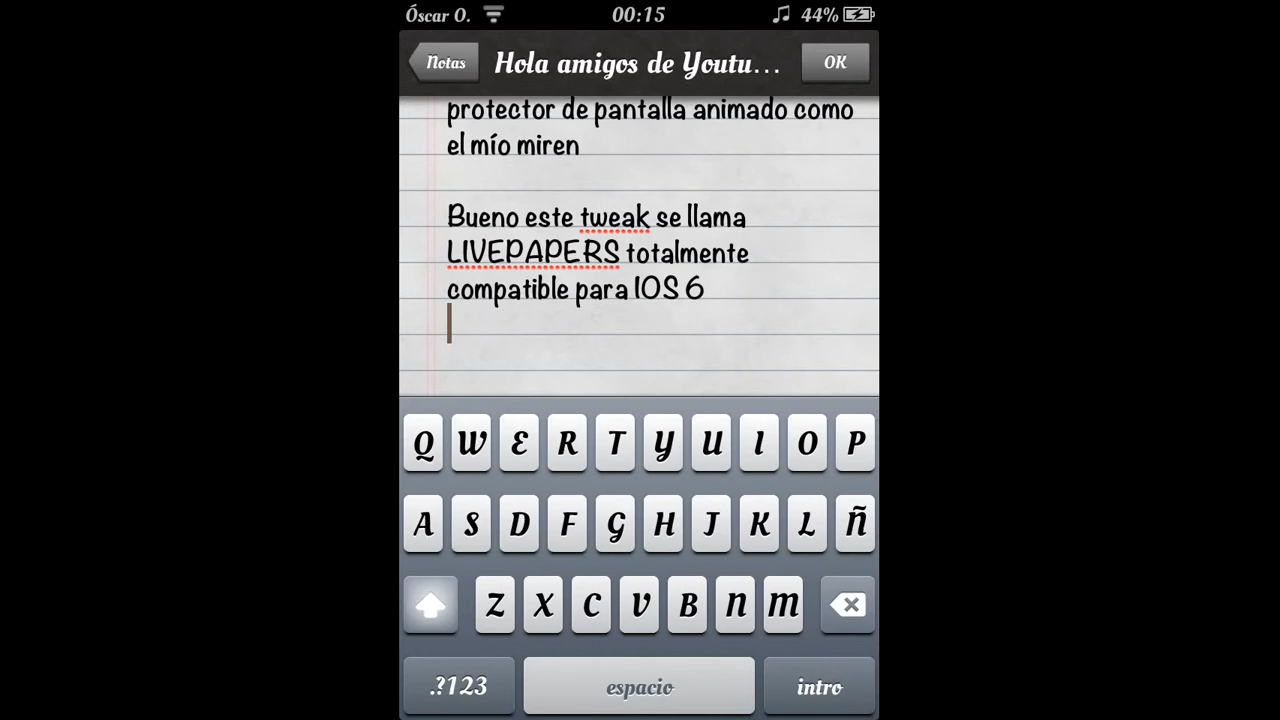 Óscar O. 00:15 44%
Notas Hola amigos de Youtu... OK
protector de pantalla animado como
el mío miren
Bueno este tweak se llama
LIVEPAPERS totalmente
compatible para IOS 6
Q W E R T Y U I O P
A S D F G H J K L Ñ
Z X C V B N M
.?123 espacio intro